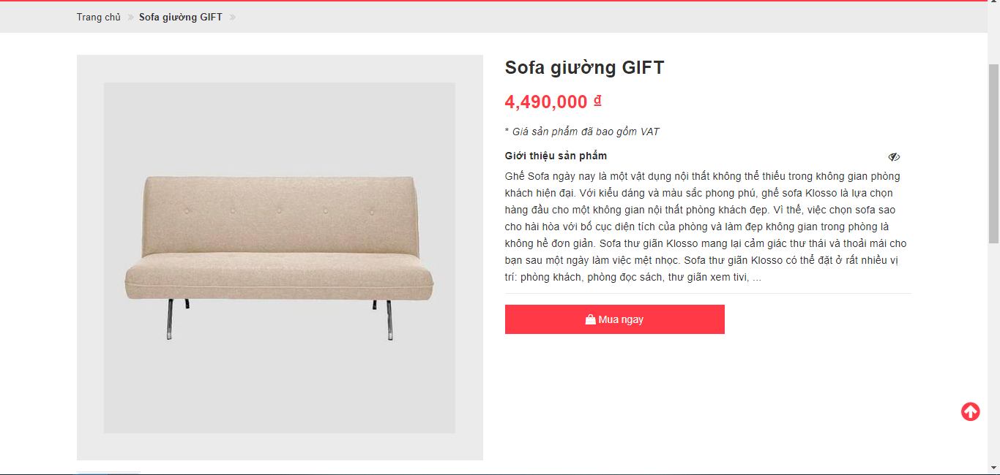 Trang chủ » Sofa giường GIFT »
Sofa giường GIFT
4,490,000 ₫
* Giá sản phẩm đã bao gồm VAT
Giới thiệu sản phẩm
Ghế Sofa ngày nay là một vật dụng nội thất không thể thiếu trong không gian phòng
khách hiện đại. Với kiểu dáng và màu sắc phong phú, ghế sofa Klosso là lựa chọn
hàng đầu cho một không gian nội thất phòng khách đẹp. Vì thế, việc chọn sofa sao
cho hài hòa với bố cục diện tích của phòng và làm đẹp không gian trong phòng là
không hề đơn giản. Sofa thư giãn Klosso mang lại cảm giác thư thái và thoải mái cho
bạn sau một ngày làm việc mệt nhọc. Sofa thư giãn Klosso có thể đặt ở rất nhiều vị
trí: phòng khách, phòng đọc sách, thư giãn xem tivi, ...
Mua ngay